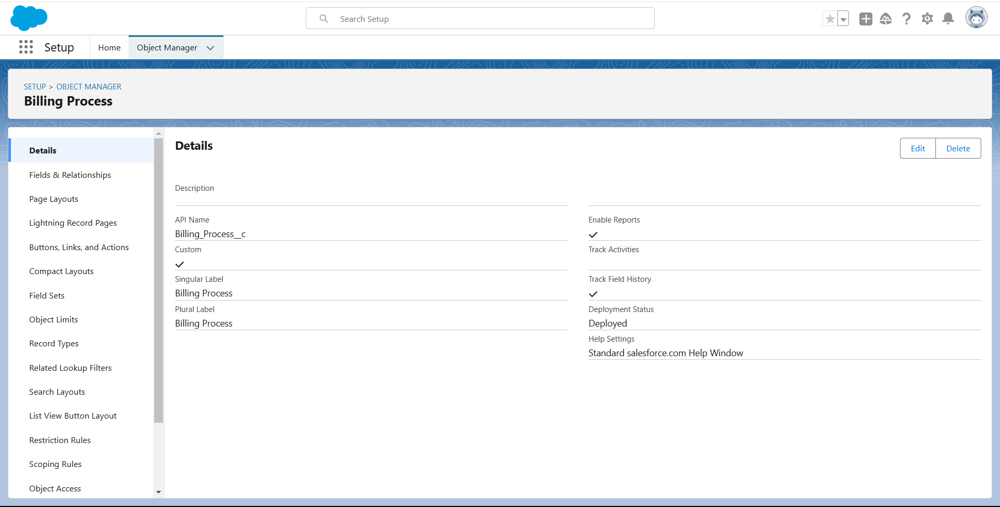 Search Setup
Setup
Home
Object Manager
SETUP > OBJECT MANAGER
Billing Process
Details
Fields & Relationships
Page Layouts
Lightning Record Pages
Buttons, Links, and Actions
Compact Layouts
Field Sets
Object Limits
Record Types
Related Lookup Filters
Search Layouts
List View Button Layout
Restriction Rules
Scoping Rules
Object Access
Details
Edit
Delete
Description
API Name
Billing_Process__c
Custom
Singular Label
Billing Process
Plural Label
Billing Process
Enable Reports
Track Activities
Track Field History
Deployment Status
Deployed
Help Settings
Standard salesforce.com Help Window